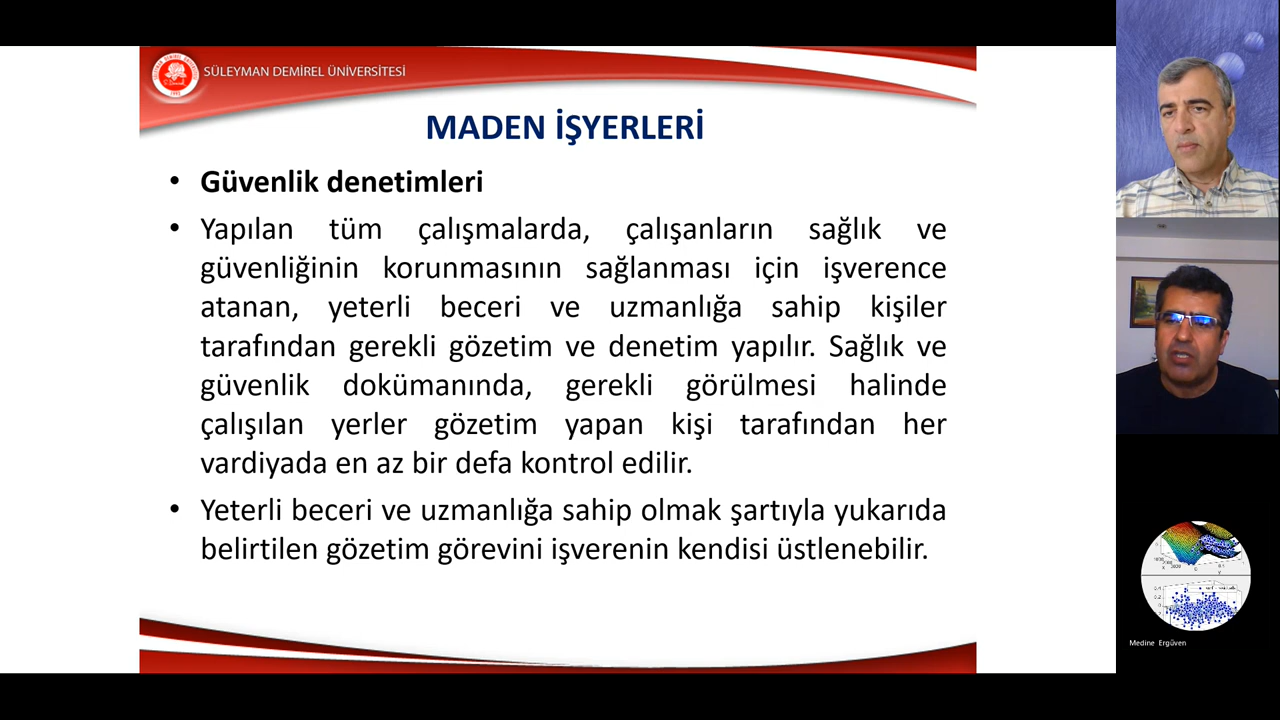 SÜLEYMAN DEMİREL ÜNİVERSİTESİ
MADEN İŞYERLERİ
• Güvenlik denetimleri
• Yapılan tüm çalışmalarda, çalışanların sağlık ve
güvenliğinin korunmasının sağlanması için işverence
atanan, yeterli beceri ve uzmanlığa sahip kişiler
tarafından gerekli gözetim ve denetim yapılır. Sağlık ve
güvenlik dokümanında, gerekli görülmesi halinde
çalışılan yerler gözetim yapan kişi tarafından her
vardiyada en az bir defa kontrol edilir.
• Yeterli beceri ve uzmanlığa sahip olmak şartıyla yukarıda
belirtilen gözetim görevini işverenin kendisi üstlenebilir.
Medine Ergüven